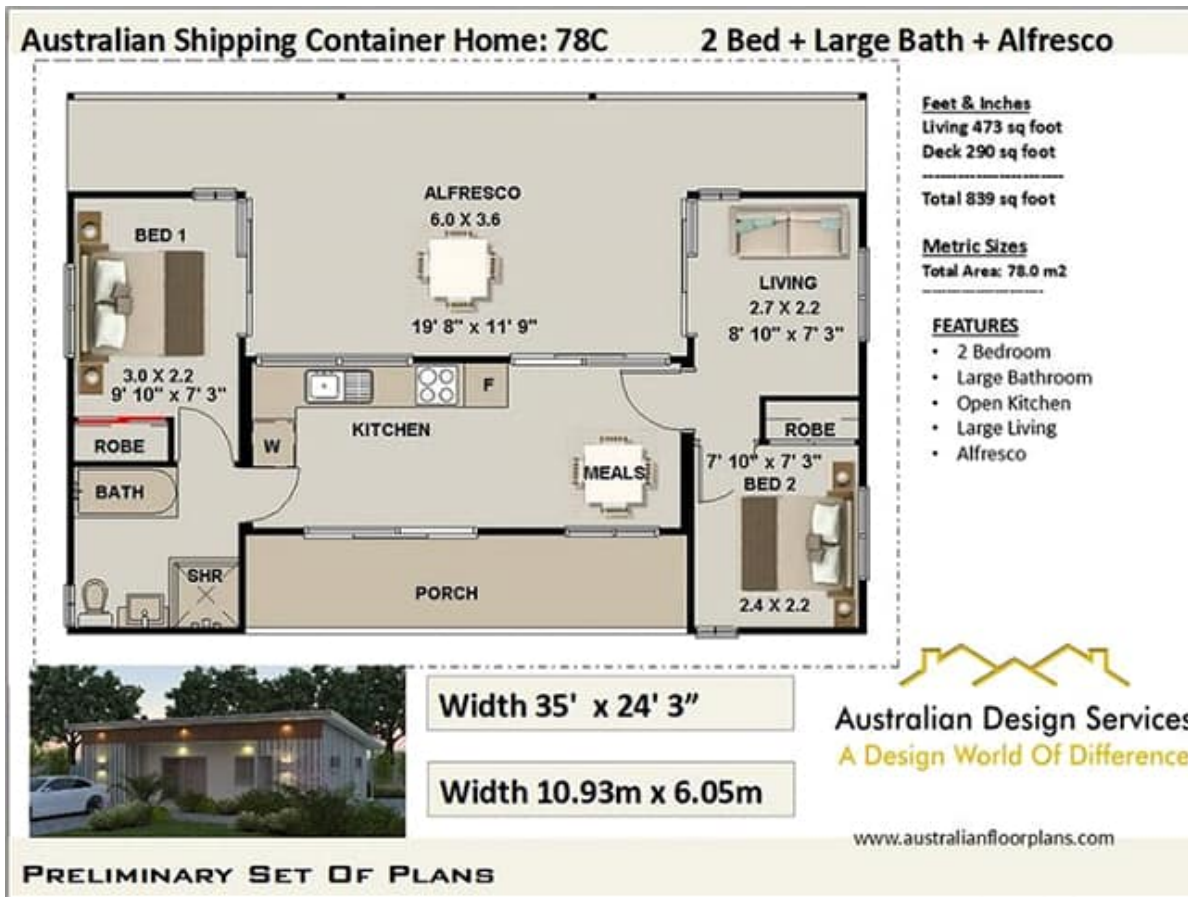 Australian Shipping Container Home: 78C 2 Bed + Large Bath + Alfresco
Feet & Inches
Living 473 sq foot
Deck 290 sq foot
------------------------
Total 839 sq foot
Metric Sizes
Total Area: 78.0 m2
------------------------
FEATURES
• 2 Bedroom
• Large Bathroom
• Open Kitchen
• Large Living
• Alfresco
ALFRESCO
6.0 X 3.6
19' 8" x 11' 9"
BED 1
3.0 X 2.2
9' 10" x 7' 3"
LIVING
2.7 X 2.2
8' 10" x 7' 3"
ROBE
BATH
W
F
KITCHEN
MEALS
ROBE
7' 10" x 7' 3"
BED 2
2.4 X 2.2
SHR
PORCH
Width 35' x 24' 3”
Width 10.93m x 6.05m
Australian Design Services
A Design World Of Difference
www.australianfloorplans.com
PRELIMINARY SET OF PLANS